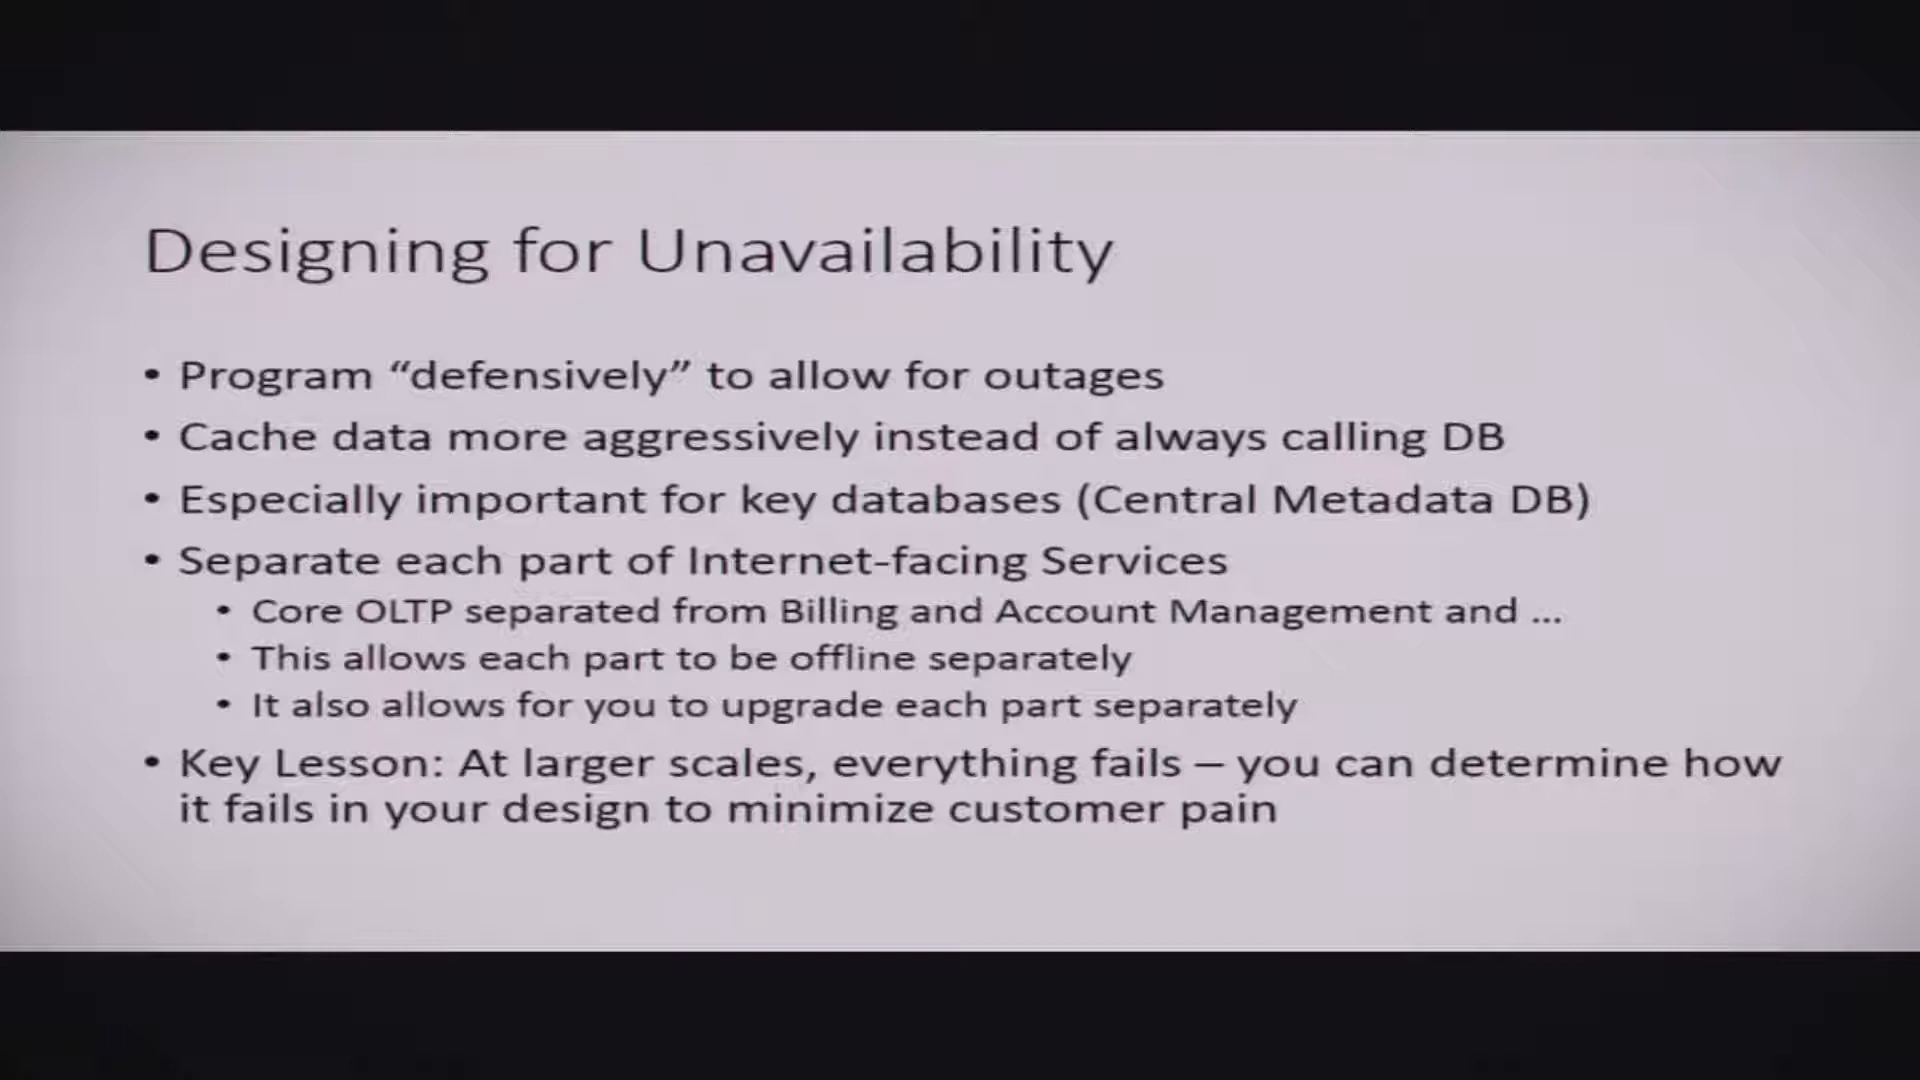 Designing for Unavailability
• Program “defensively” to allow for outages
• Cache data more aggressively instead of always calling DB
• Especially important for key databases (Central Metadata DB)
• Separate each part of Internet-facing Services
• Core OLTP separated from Billing and Account Management and ...
• This allows each part to be offline separately
• It also allows for you to upgrade each part separately
• Key Lesson: At larger scales, everything fails – you can determine how
it fails in your design to minimize customer pain